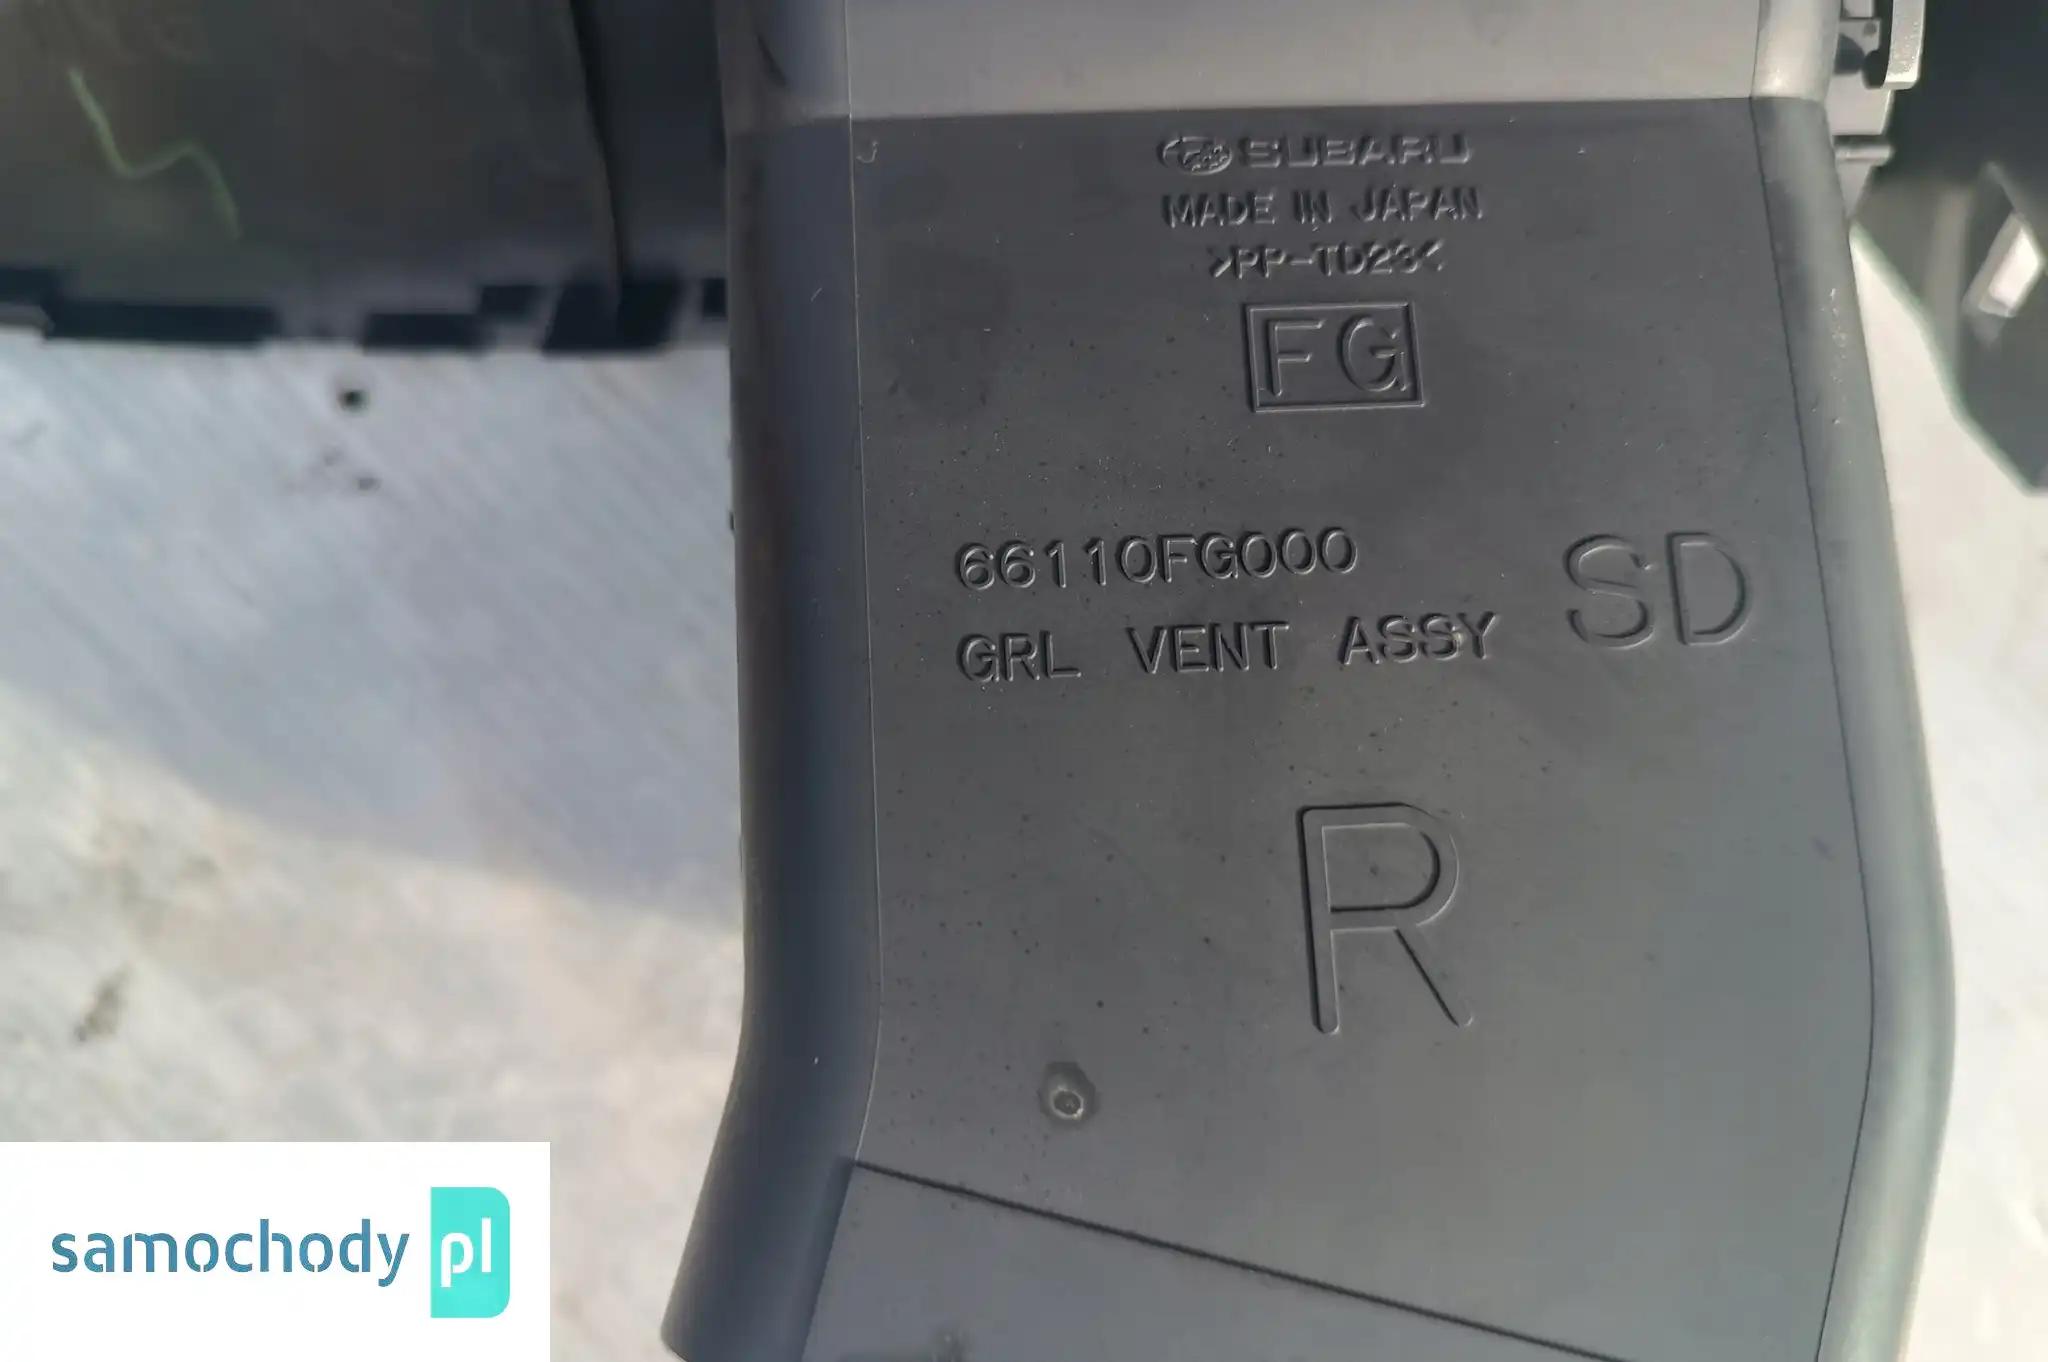 SUBARU
MADE IN JAPAN
>PP-TD23<
FG
66110FG000
GRL VENT ASSY
SD
R
samochody pl